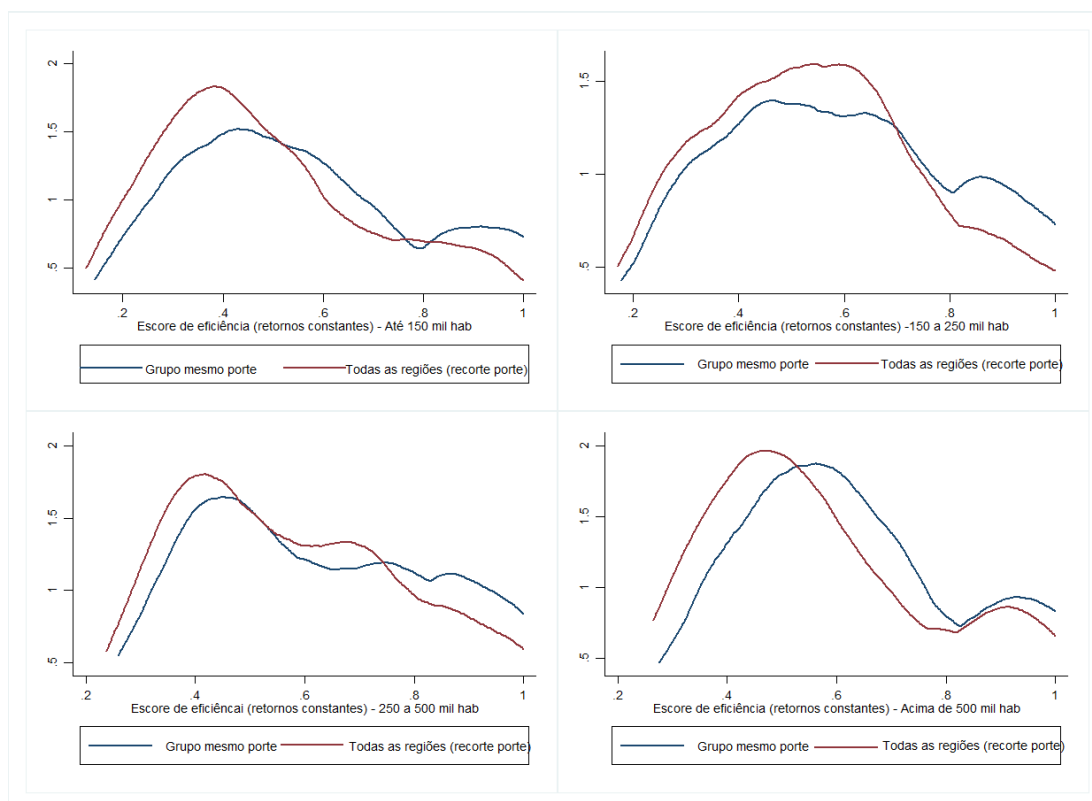 2
1.5
1
.5
.2 .4 .6 .8 1
Escore de eficiência (retornos constantes) - Até 150 mil hab
Grupo mesmo porte Todas as regiões (recorte porte)
1.5
1
.5
.2 .4 .6 .8 1
Escore de eficiência (retornos constantes) -150 a 250 mil hab
Grupo mesmo porte Todas as regiões (recorte porte)
2
1.5
1
.5
.2 .4 .6 .8 1
Escore de eficiêncai (retornos constantes) - 250 a 500 mil hab
Grupo mesmo porte Todas as regiões (recorte porte)
2
1.5
1
.5
.2 .4 .6 .8 1
Escore de eficiência (retornos constantes) - Acima de 500 mil hab
Grupo mesmo porte Todas as regiões (recorte porte)